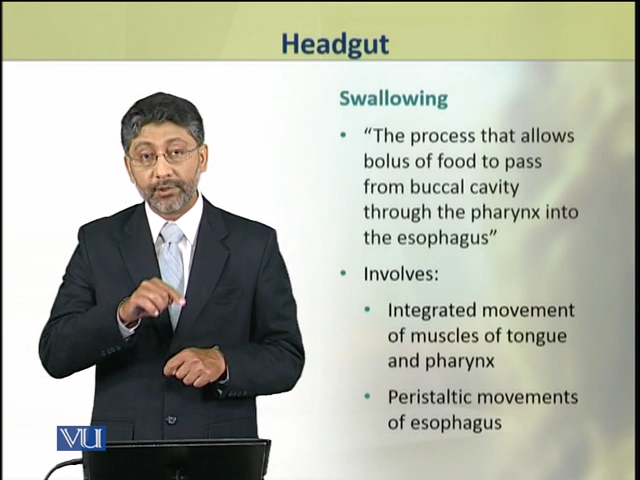 Headgut
Swallowing
• “The process that allows
bolus of food to pass
from buccal cavity
through the pharynx into
the esophagus”
• Involves:
• Integrated movement
of muscles of tongue
and pharynx
• Peristaltic movements
of esophagus
VU